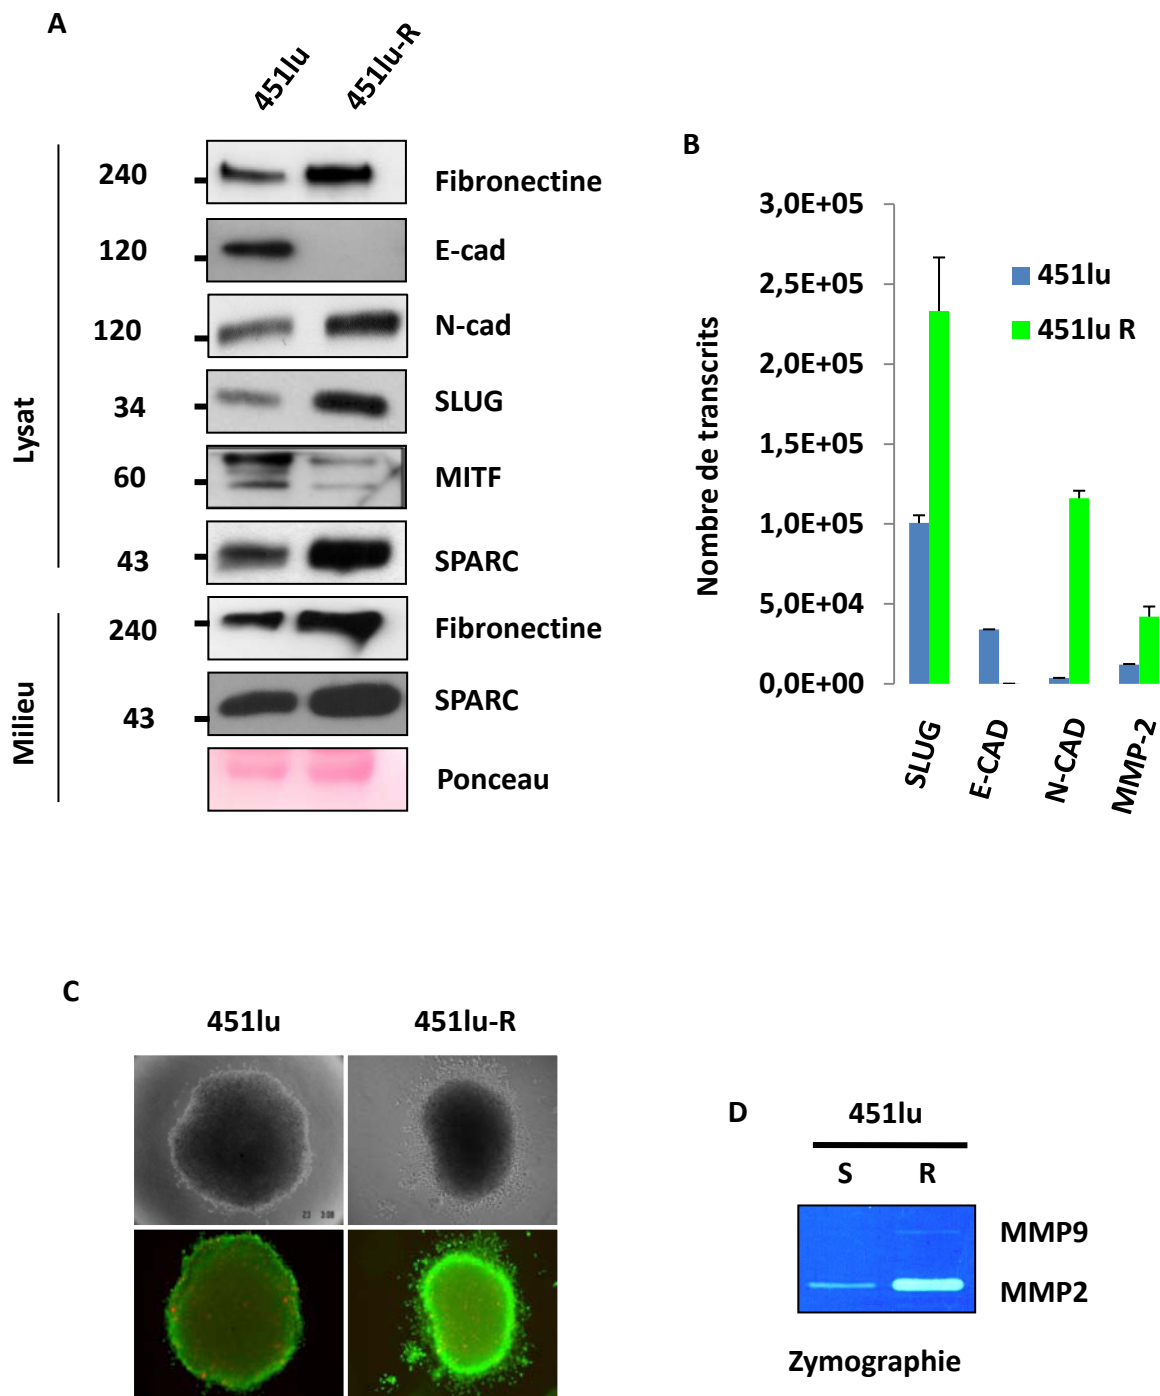 A
451lu
451lu-R
Lysat
240
Fibronectine
120
E-cad
120
N-cad
34
SLUG
60
MITF
43
SPARC
Milieu
240
Fibronectine
43
SPARC
Ponceau
B
Nombre de transcrits
3,0E+05
2,5E+05
2,0E+05
1,5E+05
1,0E+05
5,0E+04
0,0E+00
451lu
451lu R
SLUG
E-CAD
N-CAD
MMP-2
C
451lu
451lu-R
23 3:08
D
451lu
S R
MMP9
MMP2
Zymographie